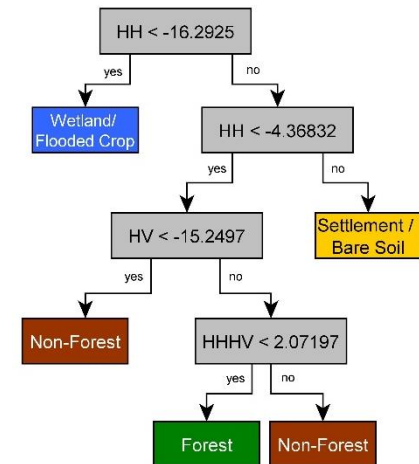 HH < -16.2925
yes
no
Wetland/
Flooded Crop
HH < -4.36832
yes
no
HV < -15.2497
Settlement /
Bare Soil
yes
no
Non-Forest
HHHV < 2.07197
yes
no
Forest
Non-Forest